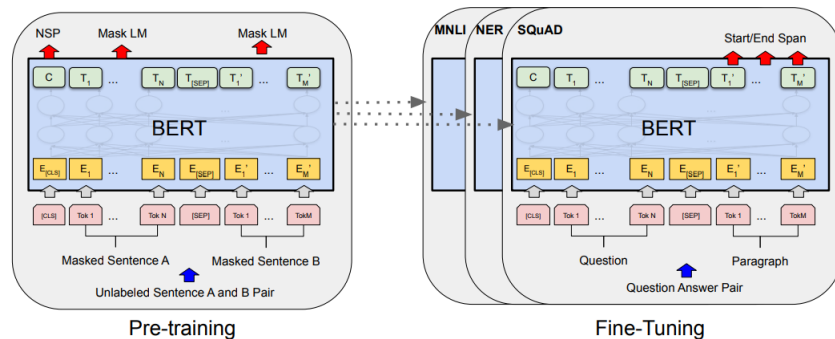 NSP Mask LM Mask LM
C T1 ... TN T[SEP] T1' ... TM'
BERT
E[CLS] E1 ... EN E[SEP] E1' ... EM'
[CLS] Tok 1 ... Tok N [SEP] Tok 1 ... TokM
Masked Sentence A Masked Sentence B
Unlabeled Sentence A and B Pair
Pre-training
MNLI NER SQuAD
Start/End Span
C T1 ... TN T[SEP] T1' ... TM'
BERT
E[CLS] E1 ... EN E[SEP] E1' ... EM'
[CLS] Tok 1 ... Tok N [SEP] Tok 1 ... TokM
Question Paragraph
Question Answer Pair
Fine-Tuning